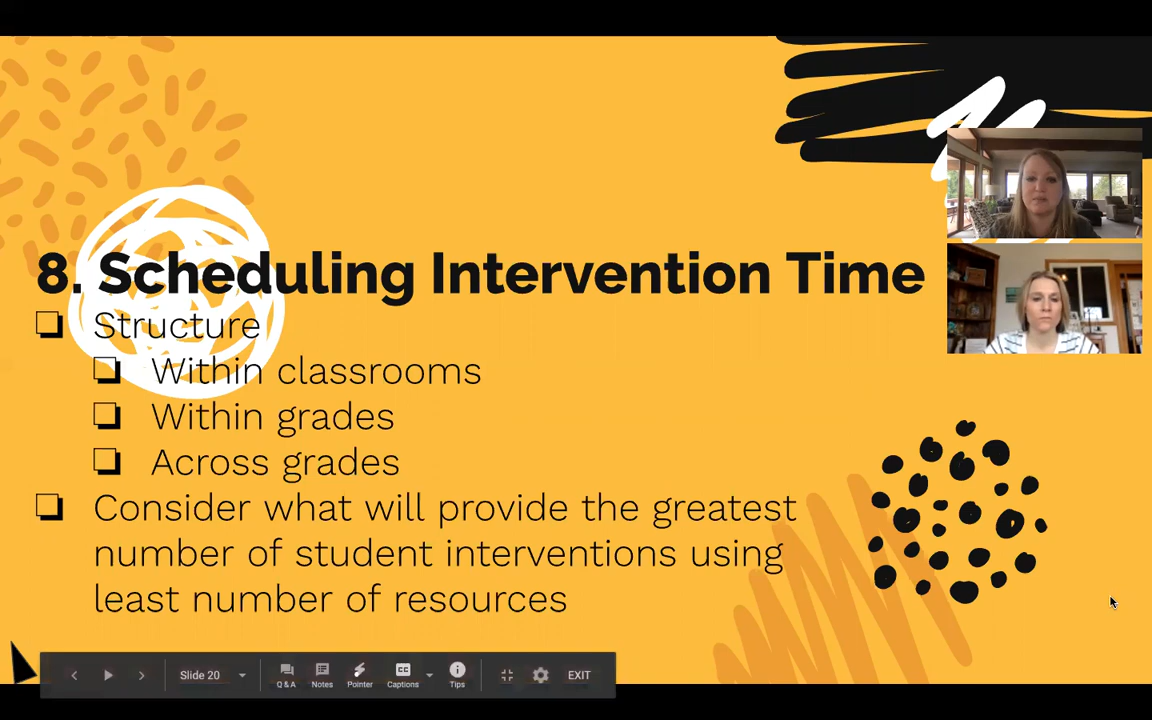 8. Scheduling Intervention Time
Structure
Within classrooms
Within grades
Across grades
Consider what will provide the greatest
number of student interventions using
least number of resources
Slide 20
Q & A
Notes
Pointer
Captions
Tips
EXIT
CC